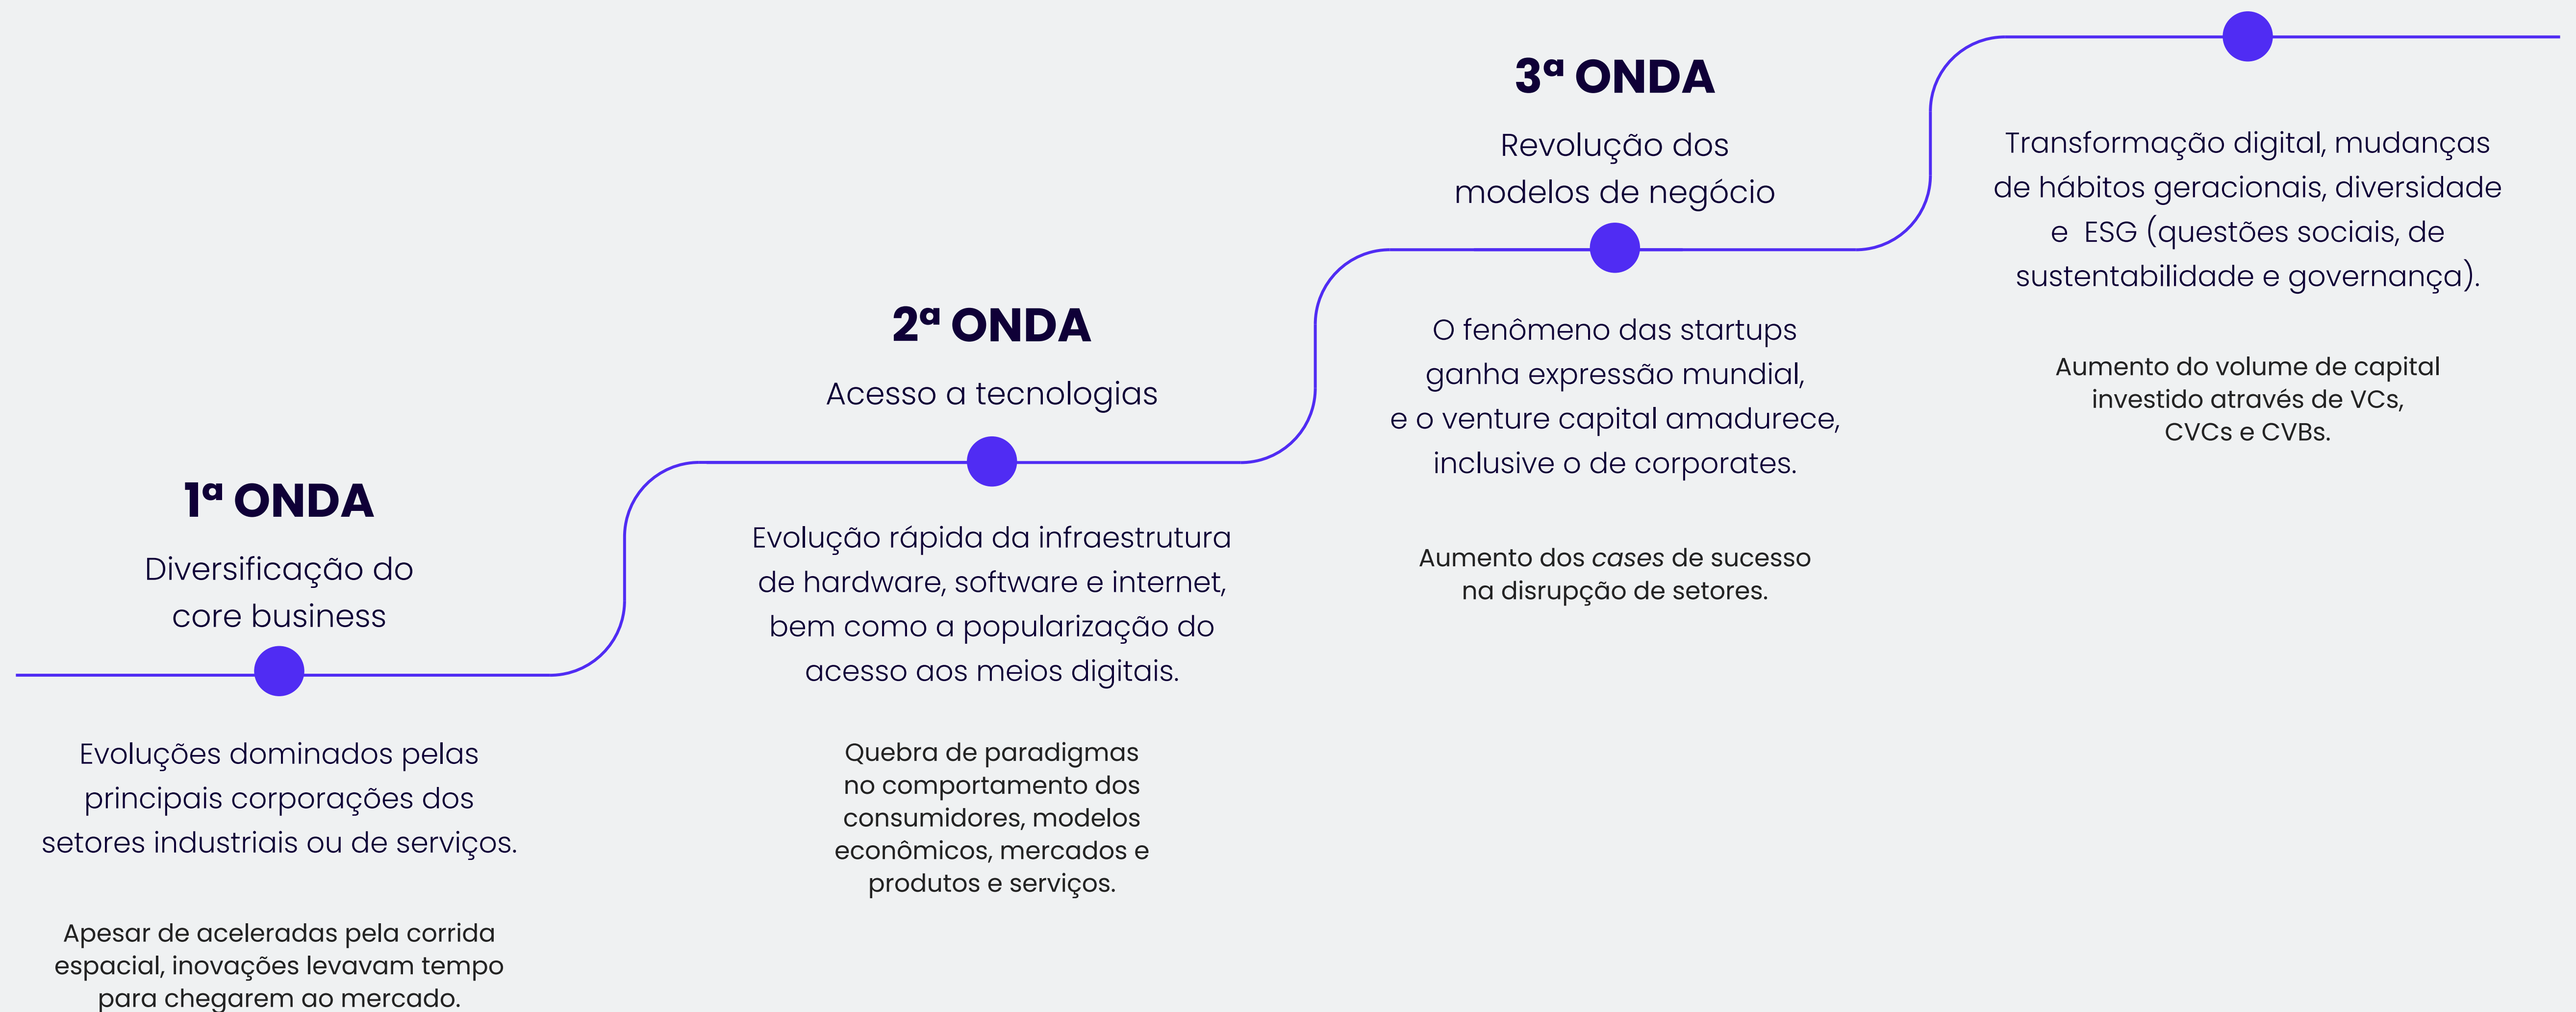 1ª ONDA
Diversificação do
core business
Evoluções dominados pelas
principais corporações dos
setores industriais ou de serviços.
Apesar de aceleradas pela corrida
espacial, inovações levavam tempo
para chegarem ao mercado.
2ª ONDA
Acesso a tecnologias
Evolução rápida da infraestrutura
de hardware, software e internet,
bem como a popularização do
acesso aos meios digitais.
Quebra de paradigmas
no comportamento dos
consumidores, modelos
econômicos, mercados e
produtos e serviços.
3ª ONDA
Revolução dos
modelos de negócio
O fenômeno das startups
ganha expressão mundial,
e o venture capital amadurece,
inclusive o de corporates.
Aumento dos cases de sucesso
na disrupção de setores.
Transformação digital, mudanças
de hábitos geracionais, diversidade
e  ESG (questões sociais, de
sustentabilidade e governança).
Aumento do volume de capital
investido através de VCs,
CVCs e CVBs.